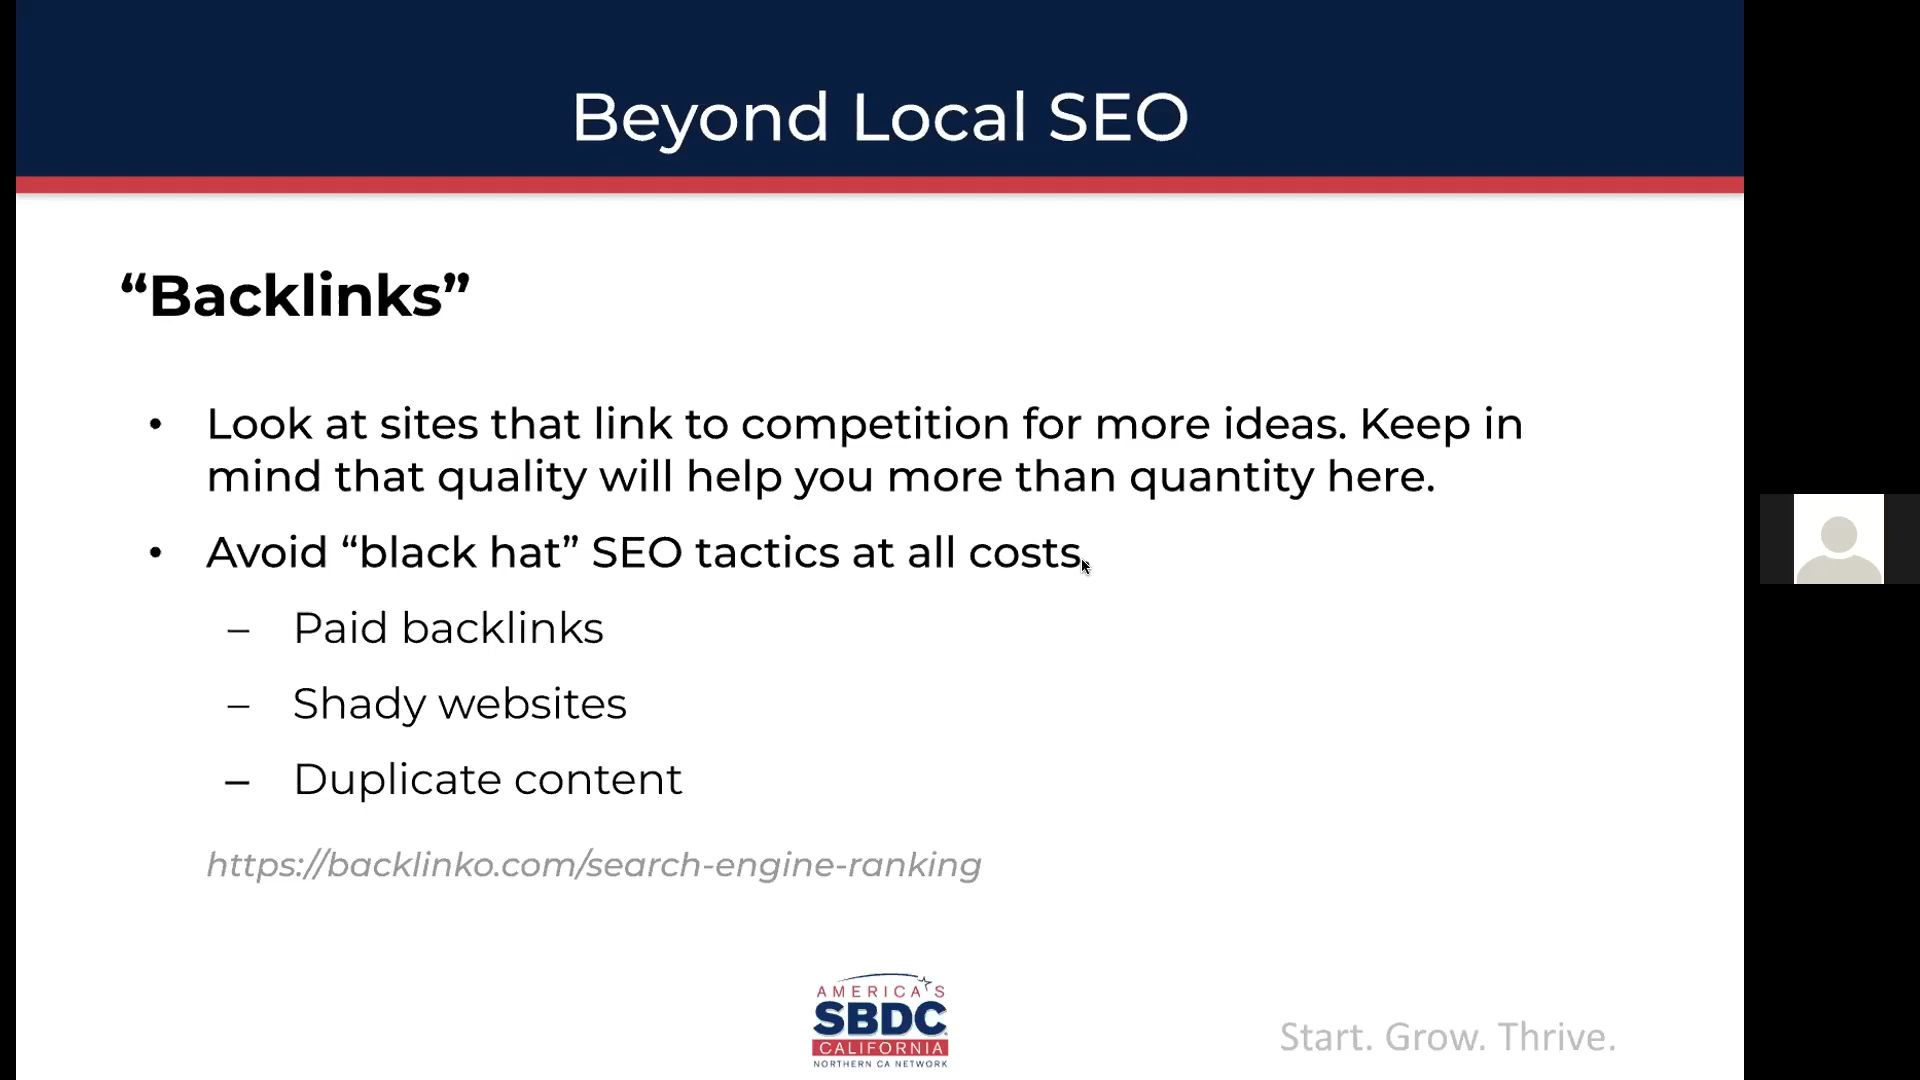 Beyond Local SEO
“Backlinks”
• Look at sites that link to competition for more ideas. Keep in
mind that quality will help you more than quantity here.
• Avoid “black hat” SEO tactics at all costs.
– Paid backlinks
– Shady websites
– Duplicate content
https://backlinko.com/search-engine-ranking
AMERICA'S
SBDC
CALIFORNIA
NORTHERN CA NETWORK
Start. Grow. Thrive.